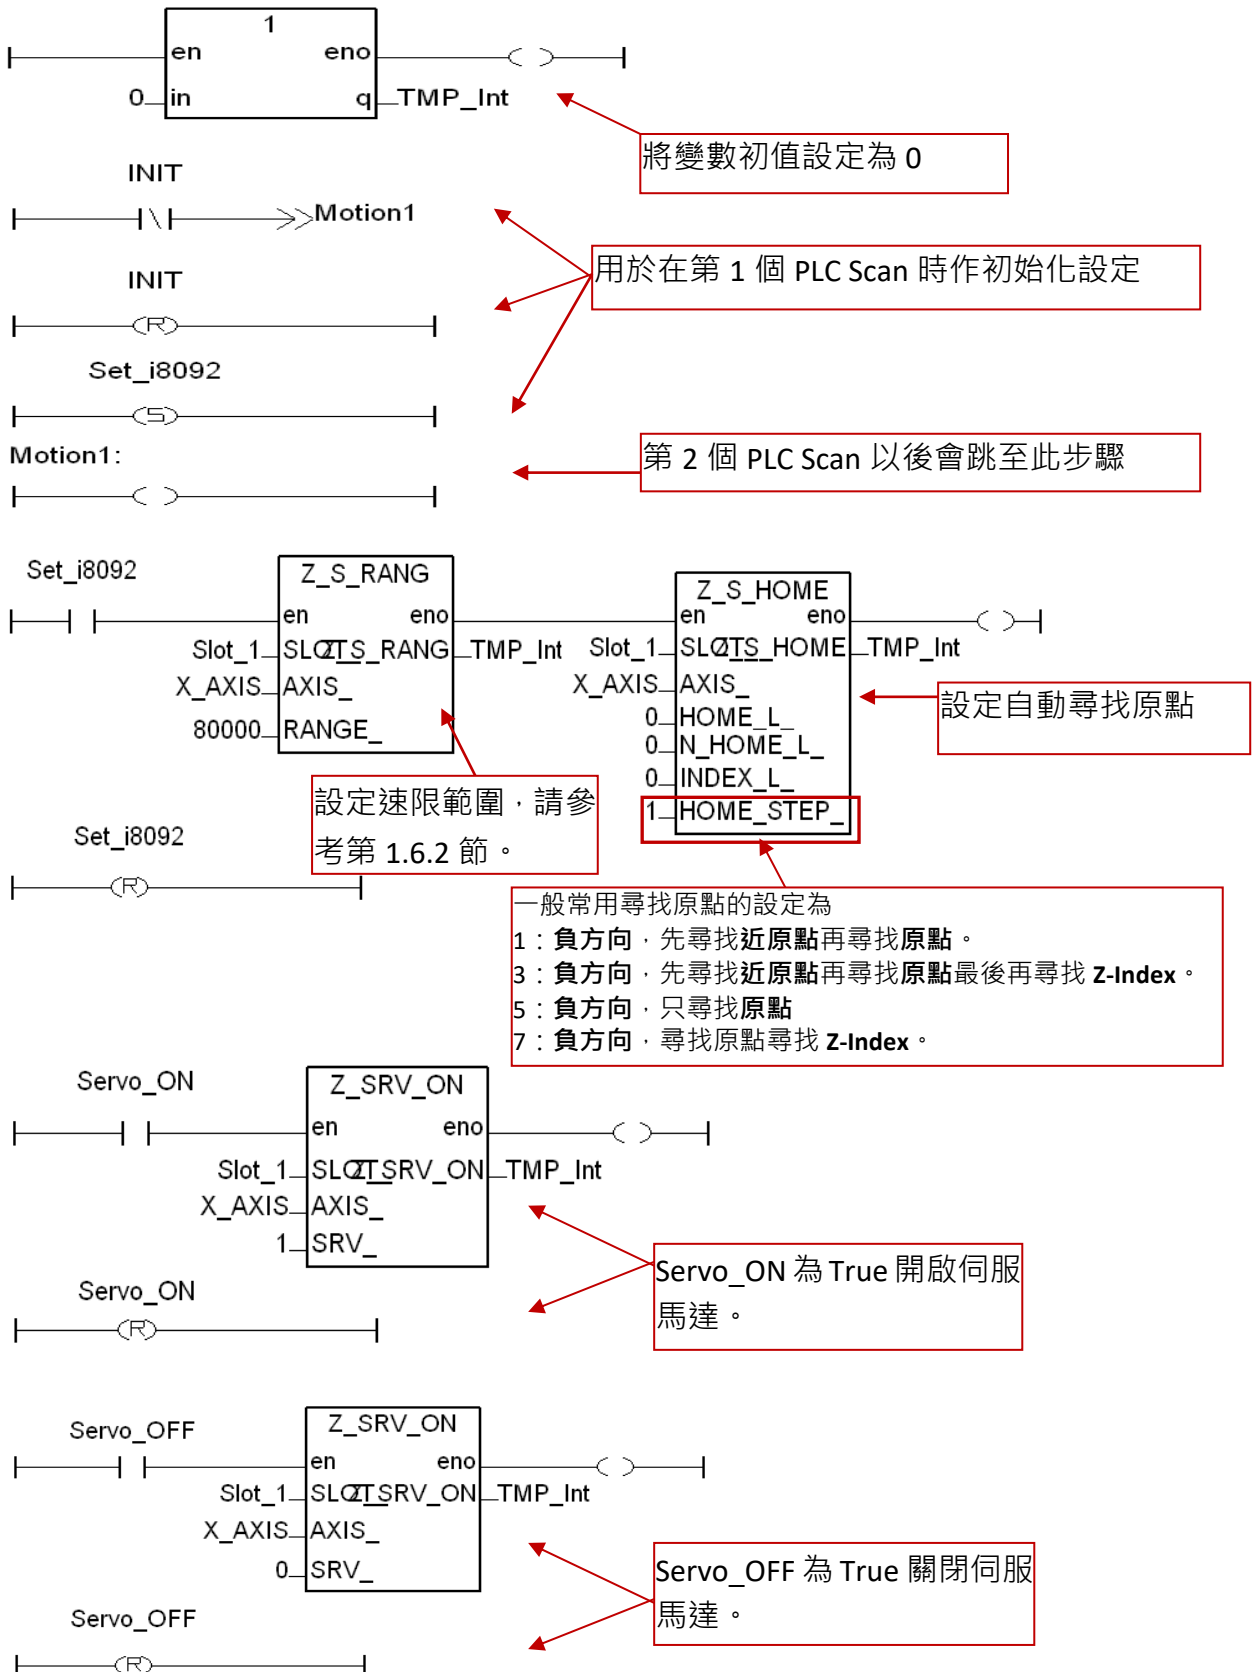 1
en eno
0 in q TMP_Int
將變數初值設定為 0
INIT
Motion1
用於在第 1 個 PLC Scan 時作初始化設定
INIT
(R)
Set_i8092
(S)
Motion1:
第 2 個 PLC Scan 以後會跳至此步驟
Set_i8092
Z_S_RANG
en eno
Slot_1 SLOT_ Z_S_RANG TMP_Int
X_AXIS AXIS_
80000 RANGE_
設定速限範圍，請參
考第 1.6.2 節。
Z_S_HOME
en eno
Slot_1 SLOT_ Z_S_HOME TMP_Int
X_AXIS AXIS_
0 HOME_L_
0 N_HOME_L_
0 INDEX_L_
1 HOME_STEP_
設定自動尋找原點
Set_i8092
(R)
一般常用尋找原點的設定為
1：負方向，先尋找近原點再尋找原點。
3：負方向，先尋找近原點再尋找原點最後再尋找 Z-Index。
5：負方向，只尋找原點
7：負方向，尋找原點尋找 Z-Index。
Servo_ON
Z_SRV_ON
en eno
Slot_1 SLOT_ Z_SRV_ON TMP_Int
X_AXIS AXIS_
1 SRV_
Servo_ON 為 True 開啟伺服
馬達。
Servo_ON
(R)
Servo_OFF
Z_SRV_ON
en eno
Slot_1 SLOT_ Z_SRV_ON TMP_Int
X_AXIS AXIS_
0 SRV_
Servo_OFF 為 True 關閉伺服
馬達。
Servo_OFF
(R)